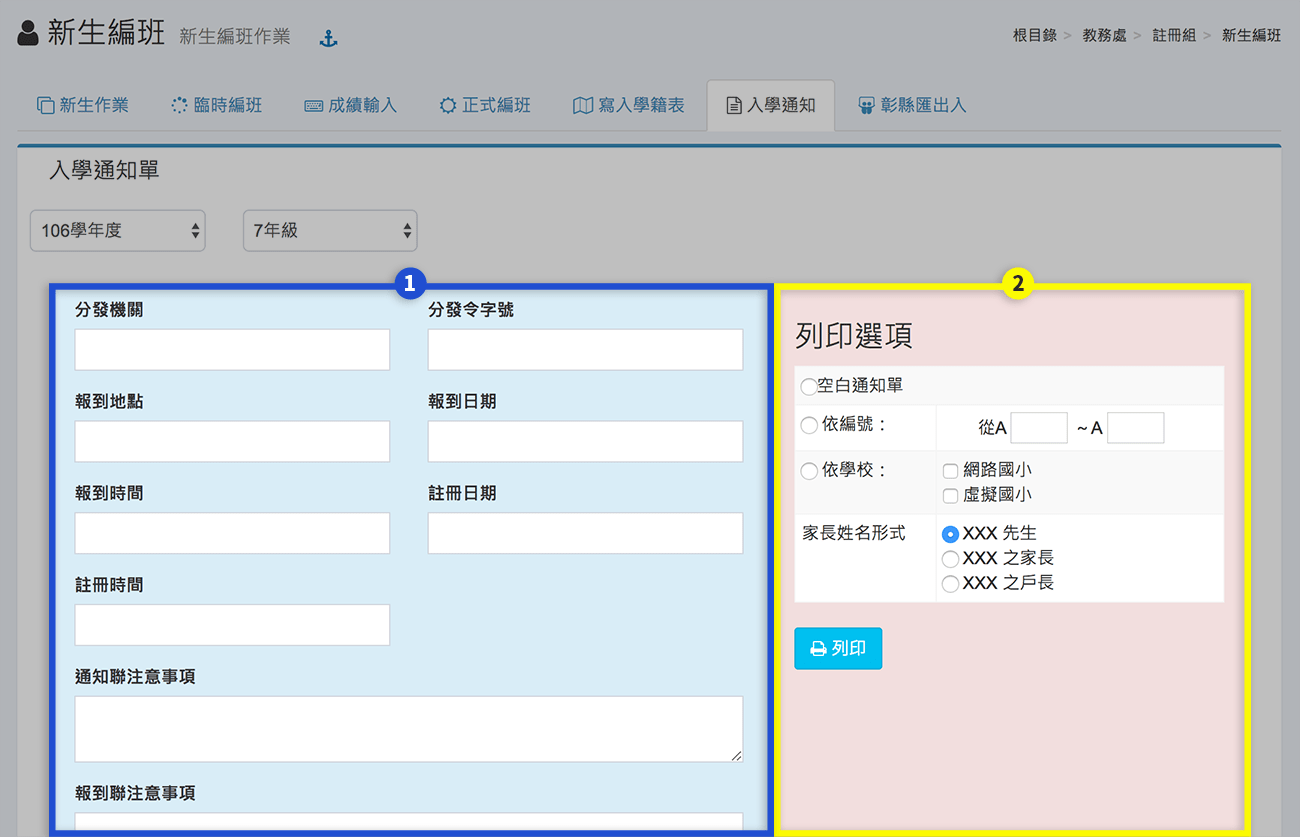 新生編班 新生編班作業
根目錄 > 教務處 > 註冊組 > 新生編班
新生作業 臨時編班 成績輸入 正式編班 寫入學籍表 入學通知 彰縣匯出入
入學通知單
106學年度 7年級
1
2
分發機關 分發令字號
報到地點 報到日期
報到時間 註冊日期
註冊時間
通知聯注意事項
報到聯注意事項
列印選項
空白通知單
依編號： 從A ~ A
依學校： 網路國小
虛擬國小
家長姓名形式 XXX 先生
XXX 之家長
XXX 之戶長
列印